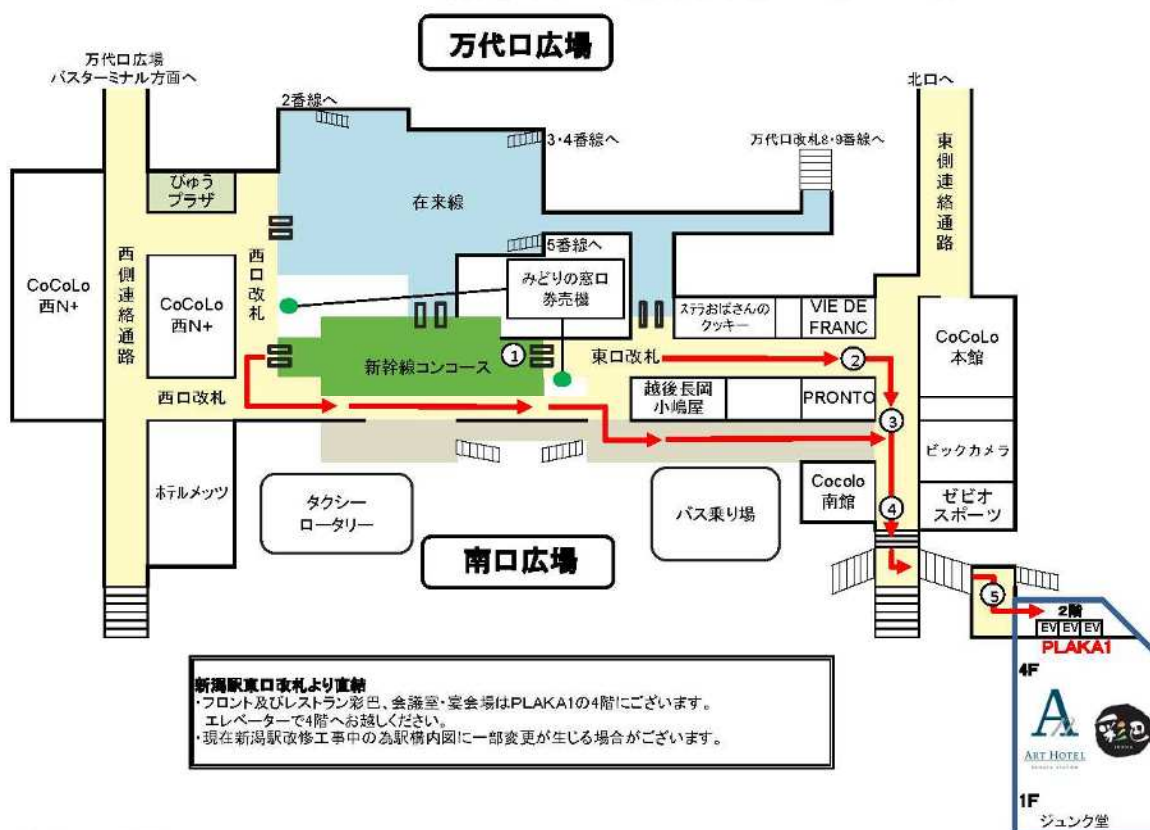 万代口広場
万代口広場
バスターミナル方面へ
北口へ
2番線へ
3・4番線へ
万代口改札8・9番線へ
東側連絡通路
びゅう
プラザ
在来線
5番線へ
西側連絡通路
西口改札
みどりの窓口
券売機
CoCoLo
西N+
CoCoLo
西N+
ステラおばさんの
クッキー
VIE DE
FRANC
CoCoLo
本館
新幹線コンコース
①
東口改札
②
西口改札
越後長岡
小嶋屋
PRONTO
③
ビックカメラ
ホテルメッツ
タクシー
ロータリー
バス乗り場
Cocolo
南館
④
ゼビオ
スポーツ
南口広場
⑤
2階
EV EV EV
PLAKA1
新潟駅東口改札より直結
・フロント及びレストラン彩巴、会議室・宴会場はPLAKA1の4階にございます。
エレベーターで4階へお越しください。
・現在新潟駅改修工事中の為駅構内図に一部変更が生じる場合がございます。
4F
ART HOTEL
彩巴
1F
ジュンク堂